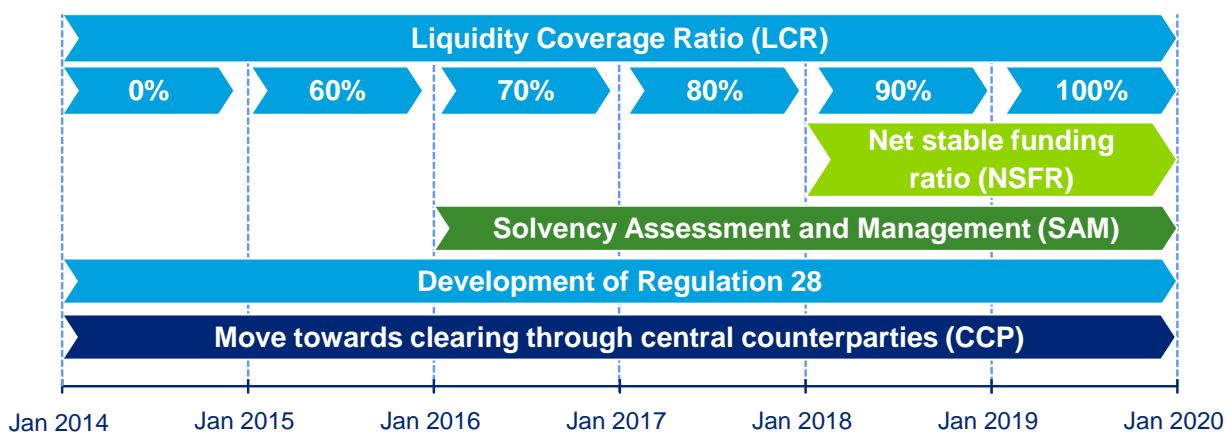 Liquidity Coverage Ratio (LCR)
0% 60% 70% 80% 90% 100%
Net stable funding
ratio (NSFR)
Solvency Assessment and Management (SAM)
Development of Regulation 28
Move towards clearing through central counterparties (CCP)
Jan 2014 Jan 2015 Jan 2016 Jan 2017 Jan 2018 Jan 2019 Jan 2020